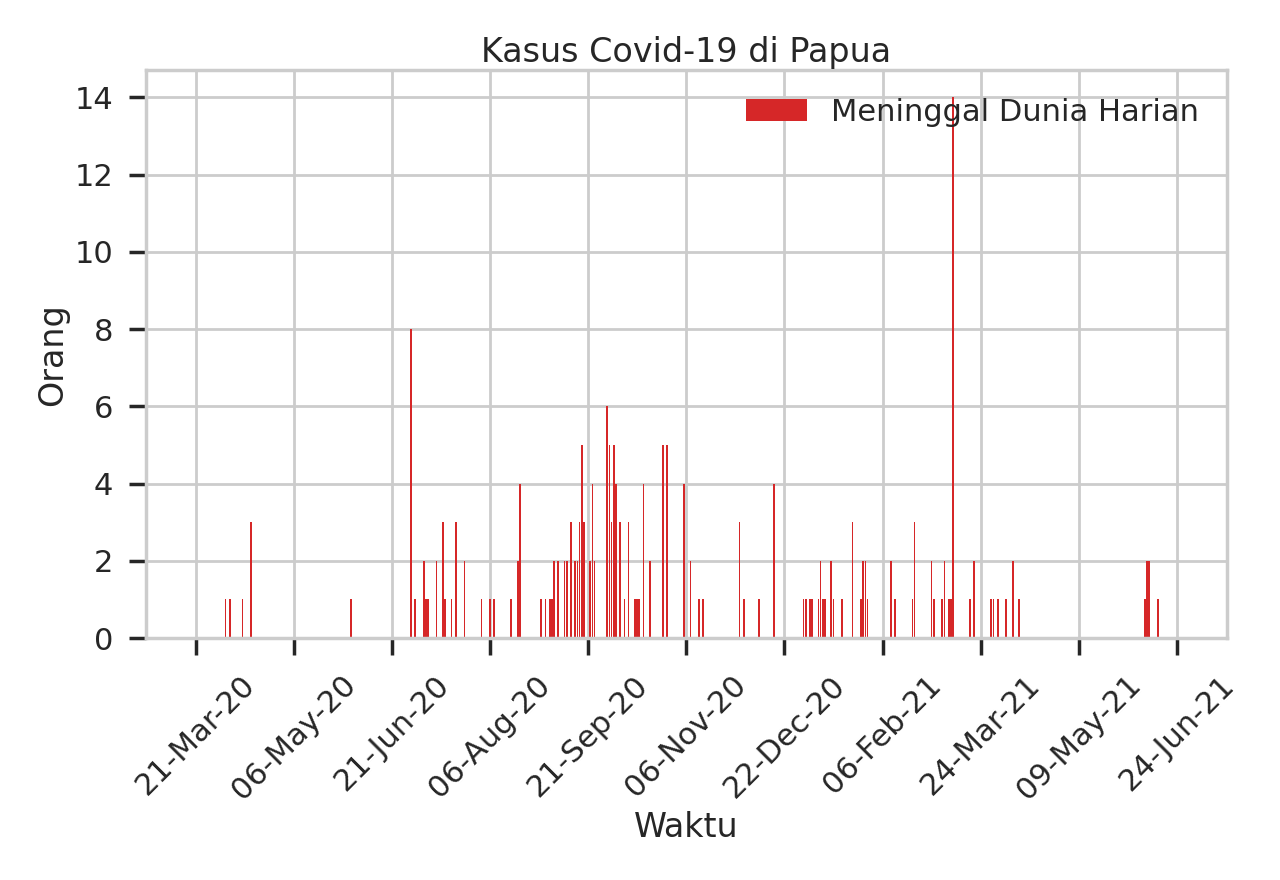 Kasus Covid-19 di Papua
Meninggal Dunia Harian
Orang
14
12
10
8
6
4
2
0
21-Mar-20
06-May-20
21-Jun-20
06-Aug-20
21-Sep-20
06-Nov-20
22-Dec-20
06-Feb-21
24-Mar-21
09-May-21
24-Jun-21
Waktu